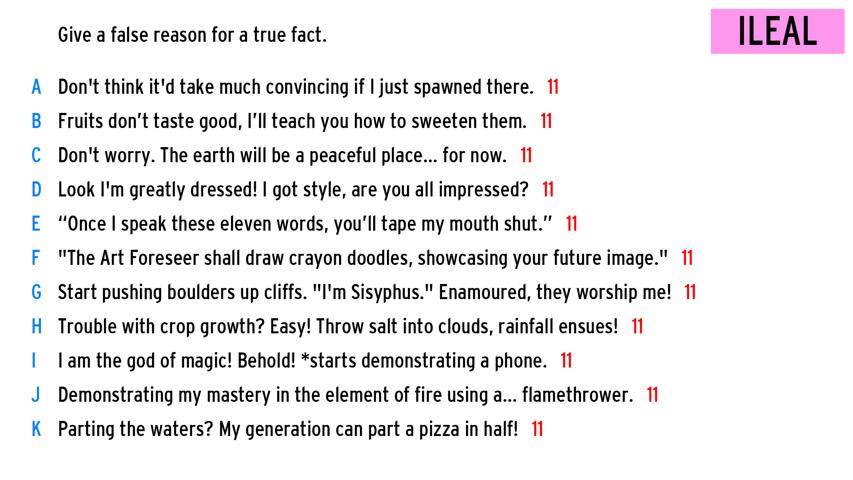 Give a false reason for a true fact.
ILEAL
A Don't think it'd take much convincing if I just spawned there. 11
B Fruits don’t taste good, I’ll teach you how to sweeten them. 11
C Don't worry. The earth will be a peaceful place... for now. 11
D Look I'm greatly dressed! I got style, are you all impressed? 11
E “Once I speak these eleven words, you’ll tape my mouth shut.” 11
F "The Art Foreseer shall draw crayon doodles, showcasing your future image." 11
G Start pushing boulders up cliffs. "I'm Sisyphus." Enamoured, they worship me! 11
H Trouble with crop growth? Easy! Throw salt into clouds, rainfall ensues! 11
I I am the god of magic! Behold! *starts demonstrating a phone. 11
J Demonstrating my mastery in the element of fire using a... flamethrower. 11
K Parting the waters? My generation can part a pizza in half! 11